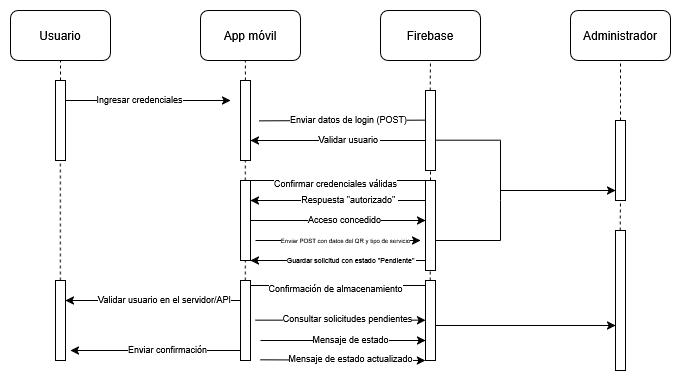 Usuario
App móvil
Firebase
Administrador
Ingresar credenciales
Enviar datos de login (POST)
Validar usuario
Confirmar credenciales válidas
Respuesta "autorizado"
Acceso concedido
Enviar POST con datos del QR y tipo de servicio
Guardar solicitud con estado "Pendiente"
Confirmación de almacenamiento
Validar usuario en el servidor/API
Consultar solicitudes pendientes
Mensaje de estado
Enviar confirmación
Mensaje de estado actualizado